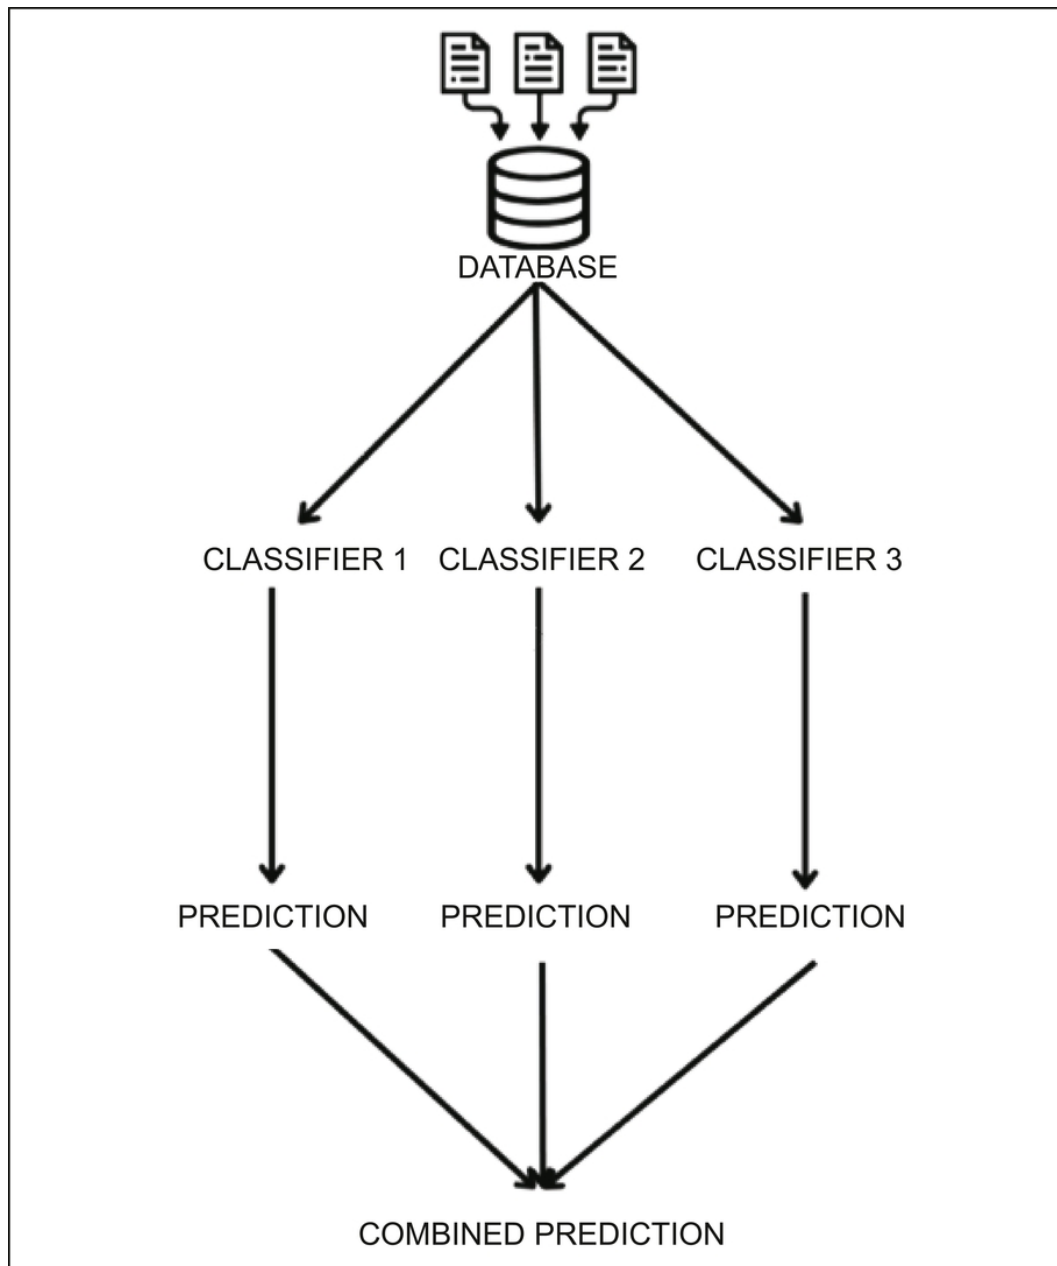 DATABASE
CLASSIFIER 1 CLASSIFIER 2 CLASSIFIER 3
PREDICTION PREDICTION PREDICTION
COMBINED PREDICTION